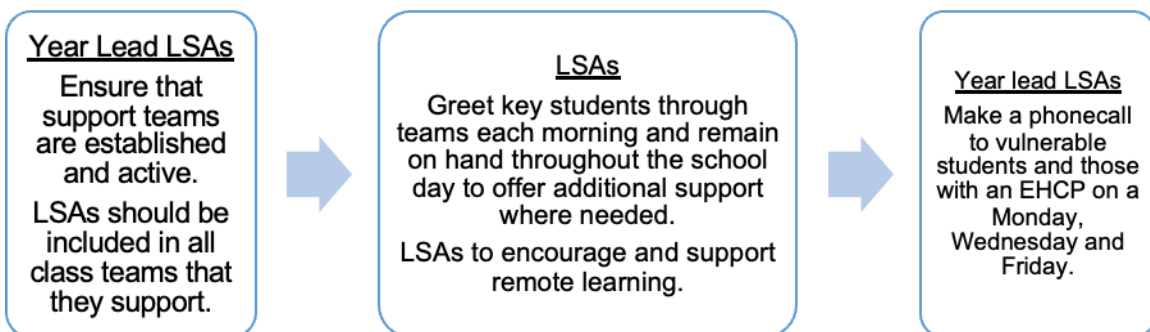 Year Lead LSAs
Ensure that
support teams
are established
and active.
LSAs should be
included in all
class teams that
they support.
LSAs
Greet key students through
teams each morning and remain
on hand throughout the school
day to offer additional support
where needed.
LSAs to encourage and support
remote learning.
Year lead LSAs
Make a phonecall
to vulnerable
students and those
with an EHCP on a
Monday,
Wednesday and
Friday.